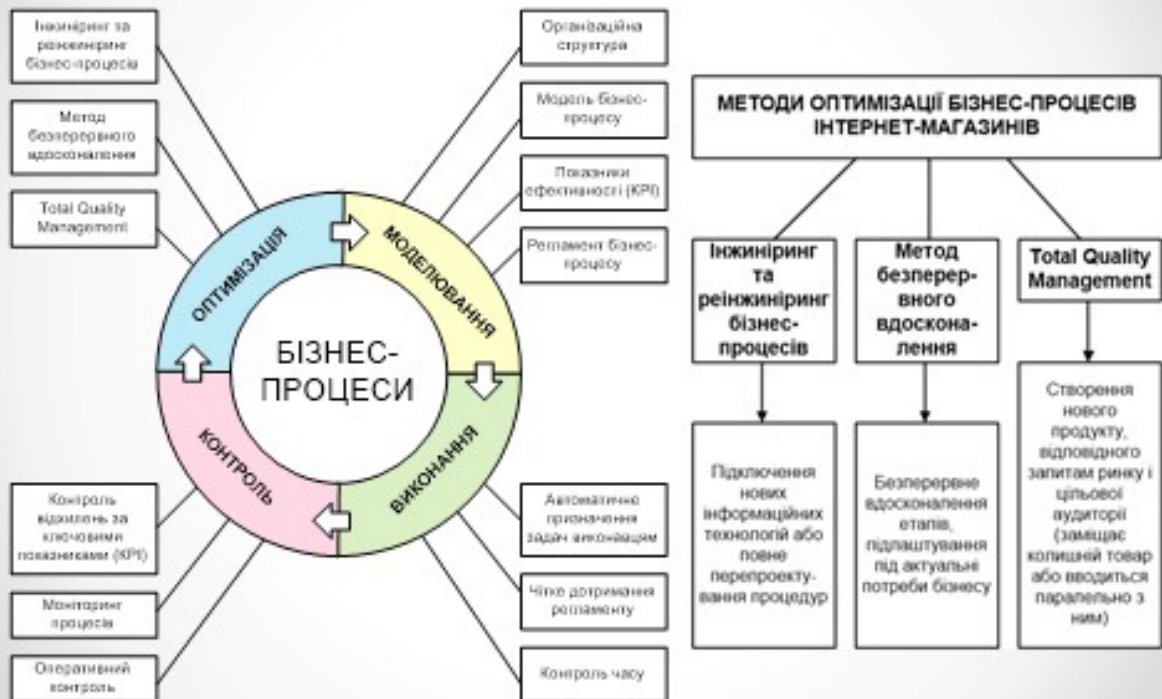 Інжиніринг та
реінжиніринг
бізнес-процесів
Метод
безперервного
вдосконалення
Total Quality
Management
Організаційна
структура
Модель бізнес-
процесу
Показники
ефективності (KPI)
Регламент бізнес-
процесу
ОПТИМІЗАЦІЯ
МОДЕЛЮВАННЯ
БІЗНЕС-
ПРОЦЕСИ
КОНТРОЛЬ
ВИКОНАННЯ
Контроль
відхилень за
ключовими
показниками (KPI)
Моніторинг
процесів
Оперативний
контроль
Автоматичне
призначення
задач виконавцям
Чітке дотримання
регламенту
Контроль часу
МЕТОДИ ОПТИМІЗАЦІЇ БІЗНЕС-ПРОЦЕСІВ
ІНТЕРНЕТ-МАГАЗИНІВ
Інжиніринг
та
реінжиніринг
бізнес-
процесів
Метод
безперер-
вного
вдоскона-
лення
Total Quality
Management
Підключення
нових
інформаційних
технологій або
повне
перепроекту-
вання процедур
Безперервне
вдосконалення
етапів,
підлаштування
під актуальні
потреби бізнесу
Створення
нового
продукту,
відповідного
запитам ринку і
цільової
аудиторії
(заміщає
колишній товар
або вводиться
паралельно з
ним)